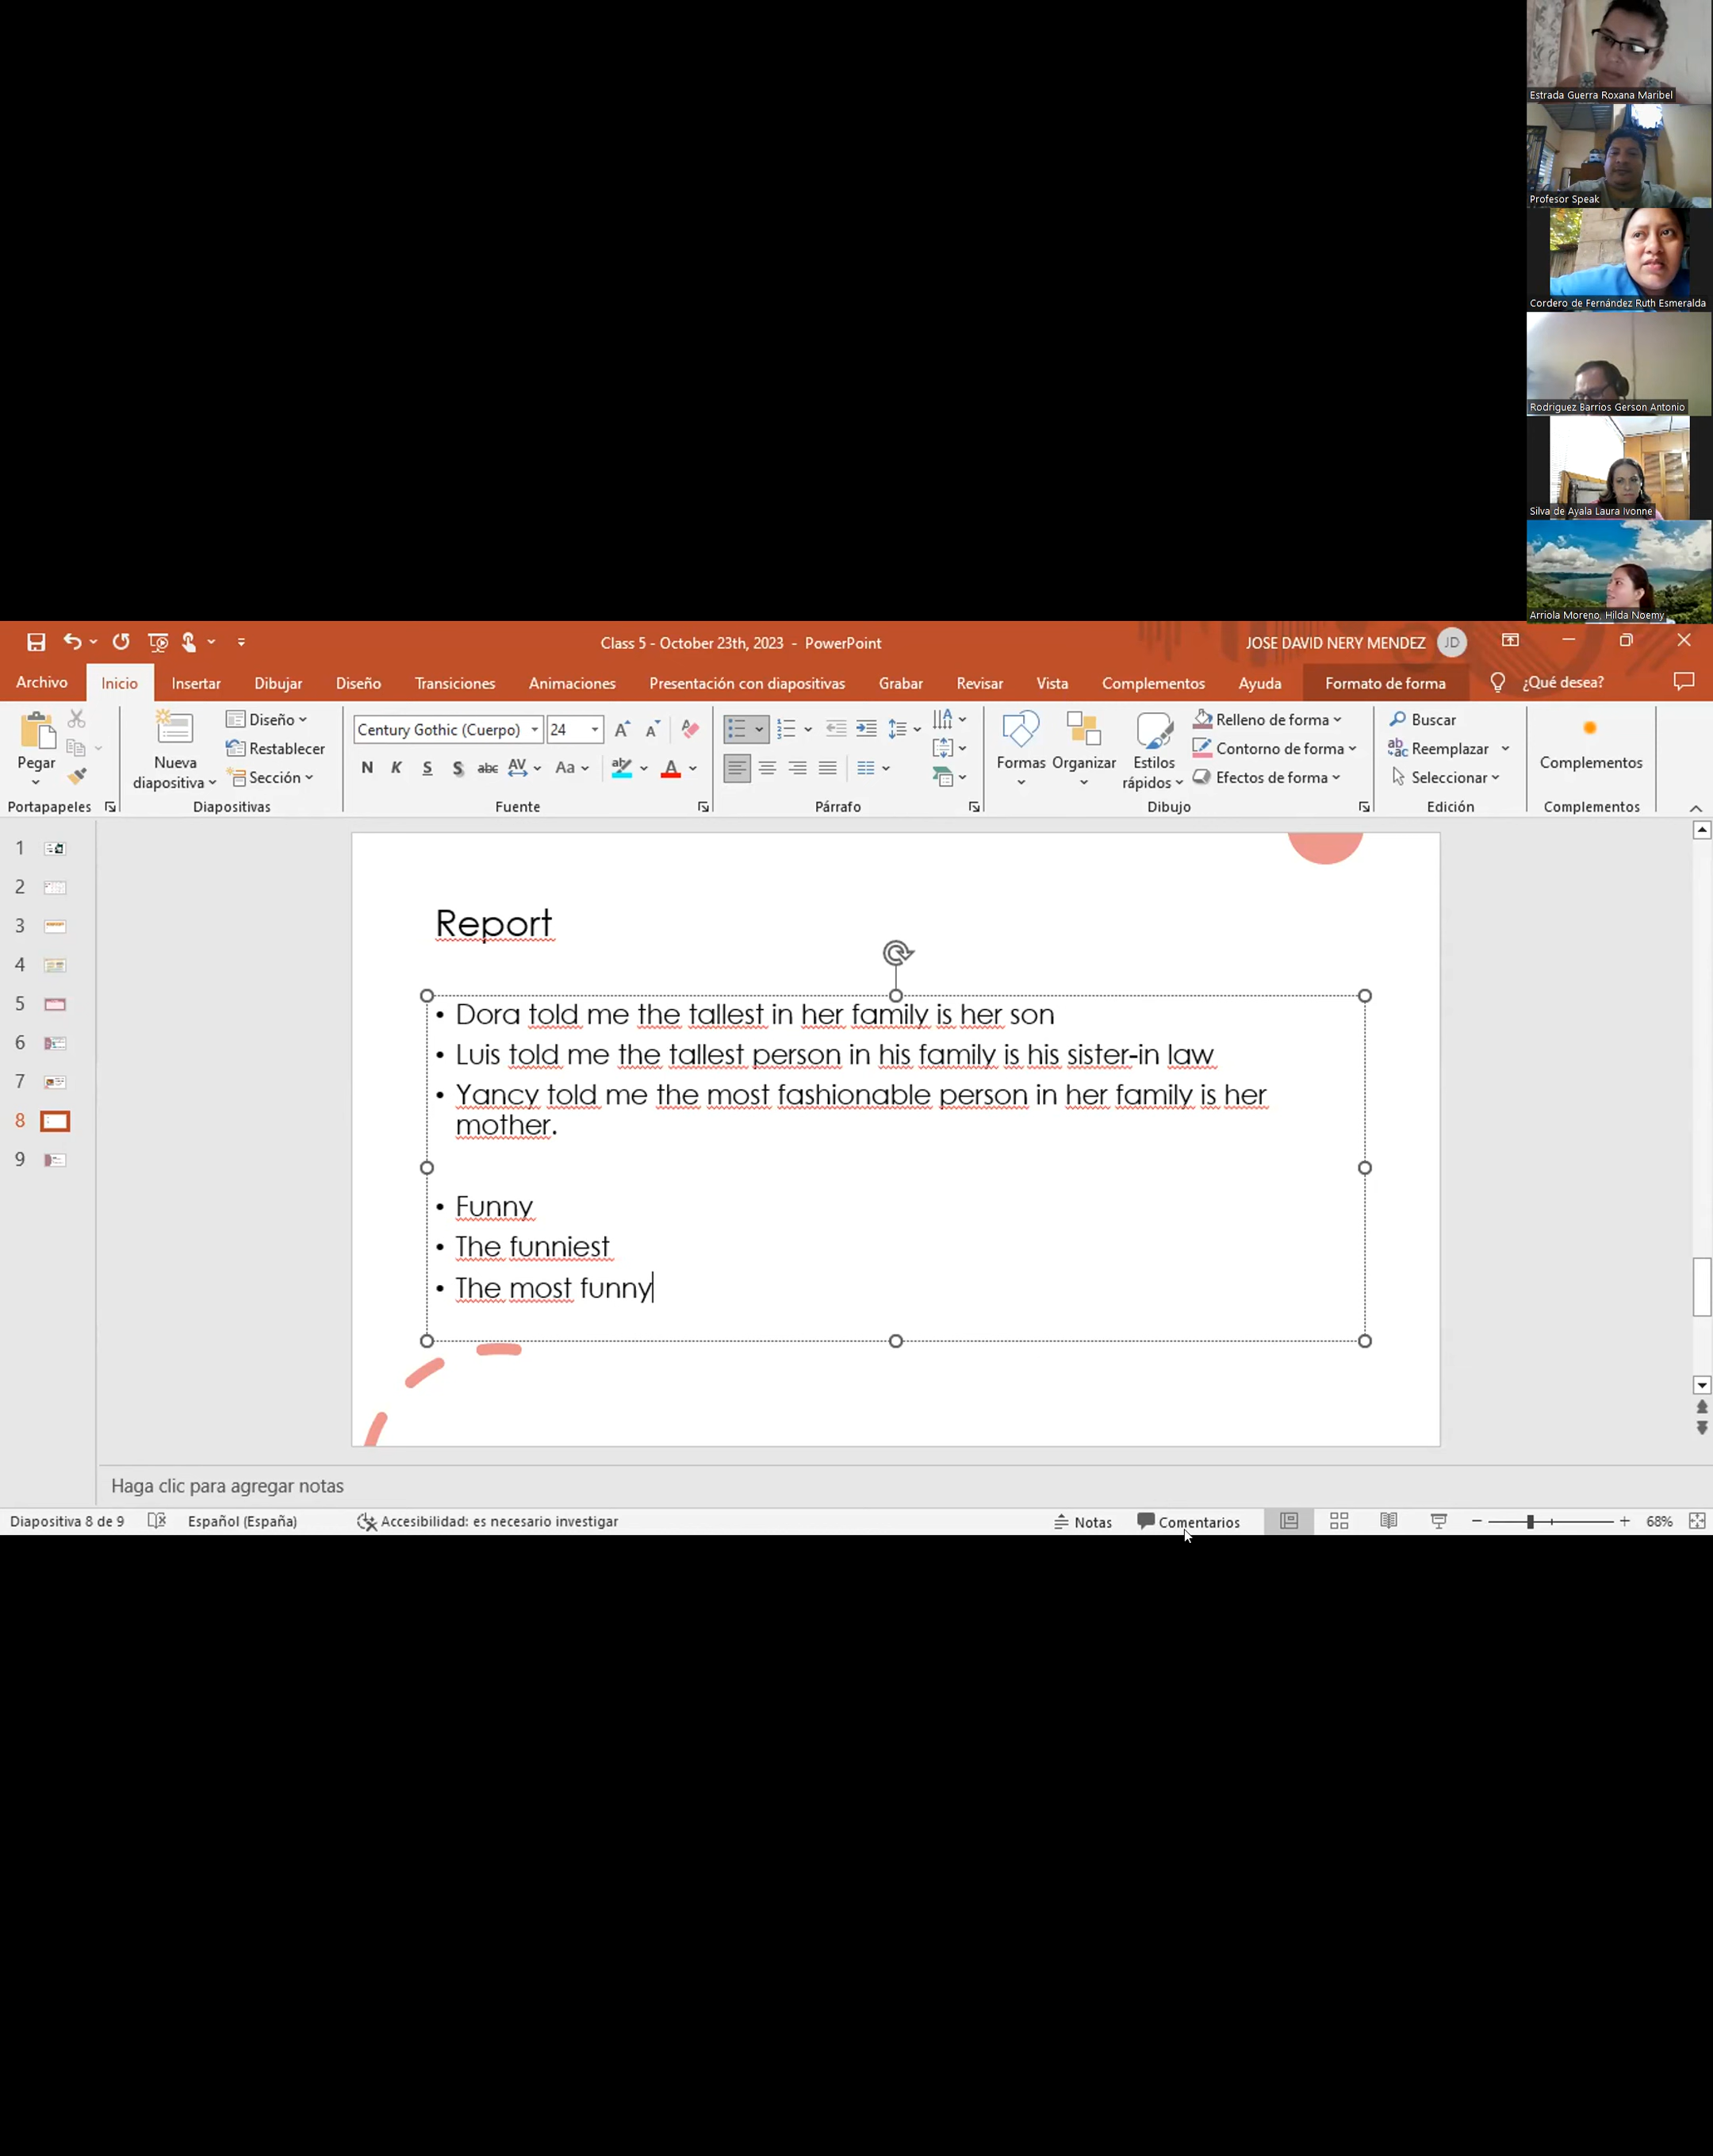 Estrada Guerra Roxana Maribel
Profesor Speak
Cordero de Fernández Ruth Esmeralda
Rodriguez Barrios Gerson Antonio
Silva de Ayala Laura Ivonne
Arriola Moreno, Hilda Noemy
Class 5 - October 23th, 2023 - PowerPoint
JOSE DAVID NERY MENDEZ
JD
Archivo
Inicio
Insertar
Dibujar
Diseño
Transiciones
Animaciones
Presentación con diapositivas
Grabar
Revisar
Vista
Complementos
Ayuda
Formato de forma
¿Qué desea?
Pegar
Portapapeles
Nueva
diapositiva
Diseño
Restablecer
Sección
Diapositivas
Century Gothic (Cuerpo)
24
N K S S abc AV Aa
Fuente
Párrafo
Formas
Organizar
Estilos
rápidos
Relleno de forma
Contorno de forma
Efectos de forma
Dibujo
Buscar
Reemplazar
Seleccionar
Edición
Complementos
Complementos
1
2
3
4
5
6
7
8
9
Report
• Dora told me the tallest in her family is her son
• Luis told me the tallest person in his family is his sister-in law
• Yancy told me the most fashionable person in her family is her
mother.
• Funny
• The funniest
• The most funny
Haga clic para agregar notas
Diapositiva 8 de 9
Español (España)
Accesibilidad: es necesario investigar
Notas
Comentarios
68%